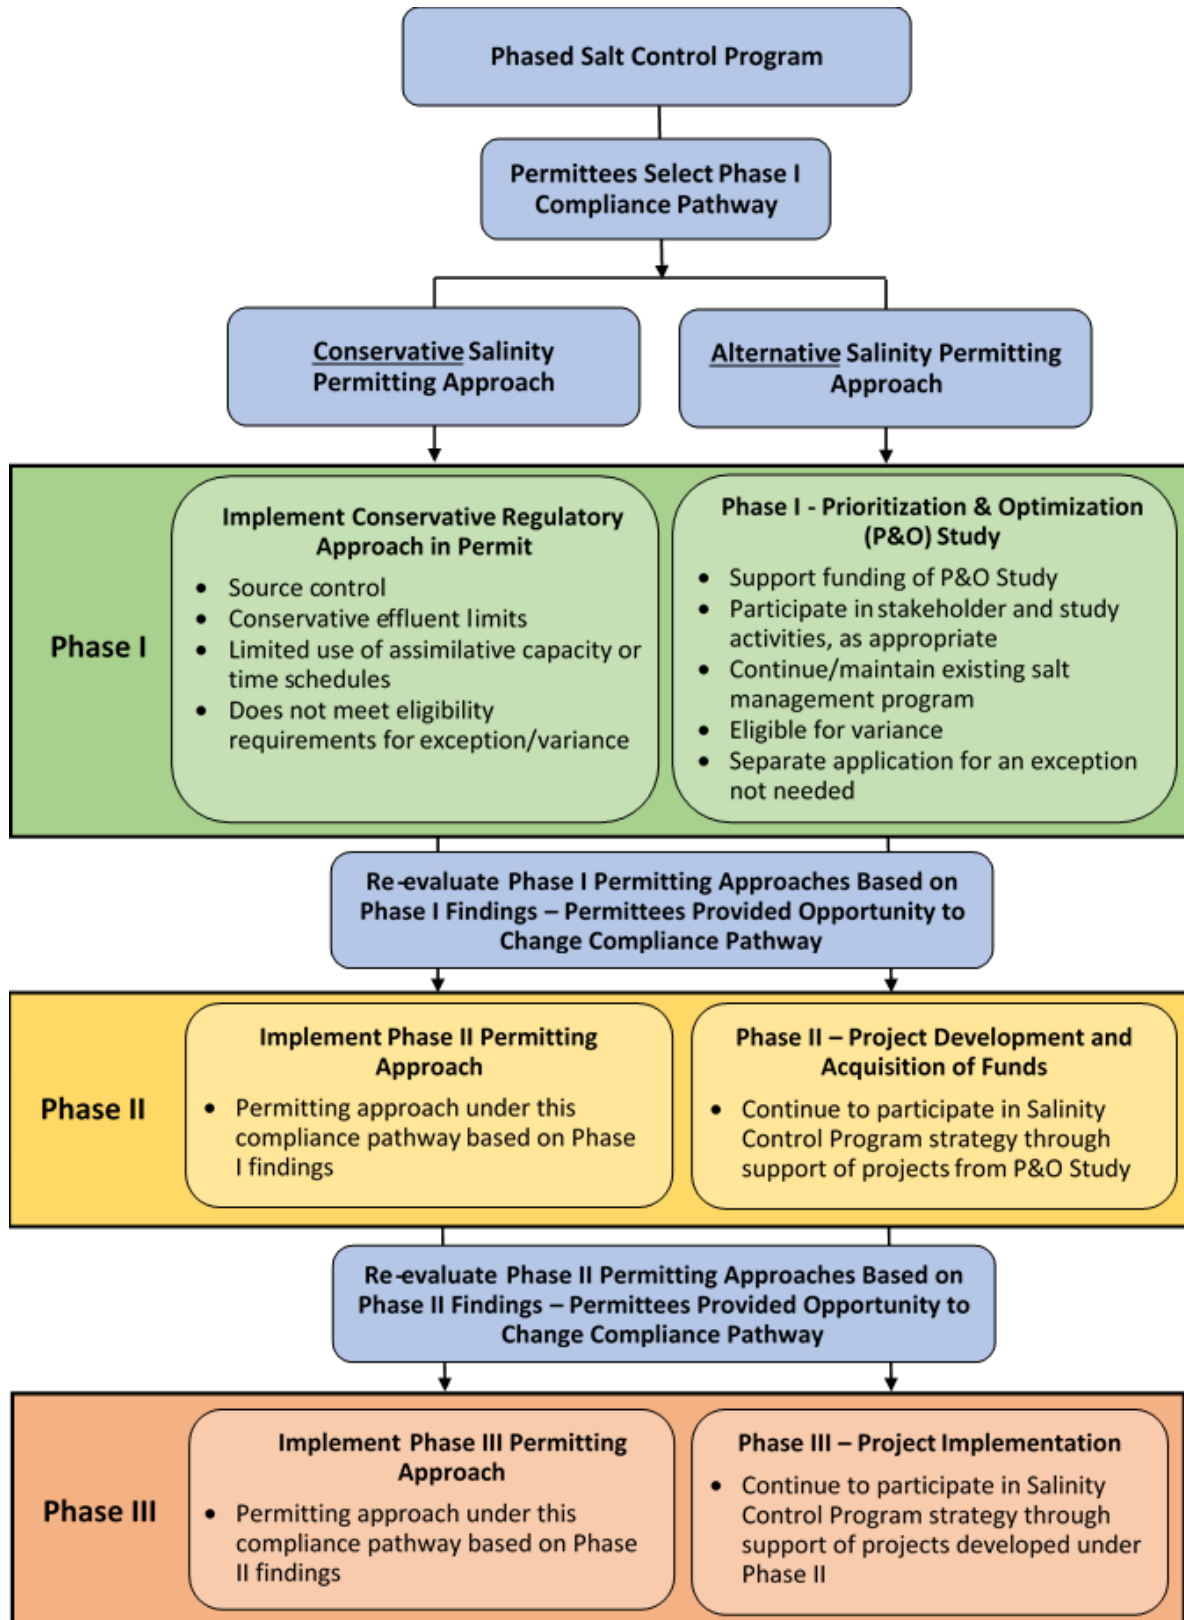 Phased Salt Control Program
Permittees Select Phase I
Compliance Pathway
Conservative Salinity
Permitting Approach
Alternative Salinity Permitting
Approach
Phase I
Implement Conservative Regulatory
Approach in Permit
• Source control
• Conservative effluent limits
• Limited use of assimilative capacity or
time schedules
• Does not meet eligibility
requirements for exception/variance
Phase I - Prioritization & Optimization
(P&O) Study
• Support funding of P&O Study
• Participate in stakeholder and study
activities, as appropriate
• Continue/maintain existing salt
management program
• Eligible for variance
• Separate application for an exception
not needed
Re-evaluate Phase I Permitting Approaches Based on
Phase I Findings – Permittees Provided Opportunity to
Change Compliance Pathway
Phase II
Implement Phase II Permitting
Approach
• Permitting approach under this
compliance pathway based on Phase
I findings
Phase II – Project Development and
Acquisition of Funds
• Continue to participate in Salinity
Control Program strategy through
support of projects from P&O Study
Re-evaluate Phase II Permitting Approaches Based on
Phase II Findings – Permittees Provided Opportunity to
Change Compliance Pathway
Phase III
Implement Phase III Permitting
Approach
• Permitting approach under this
compliance pathway based on Phase
II findings
Phase III – Project Implementation
• Continue to participate in Salinity
Control Program strategy through
support of projects developed under
Phase II